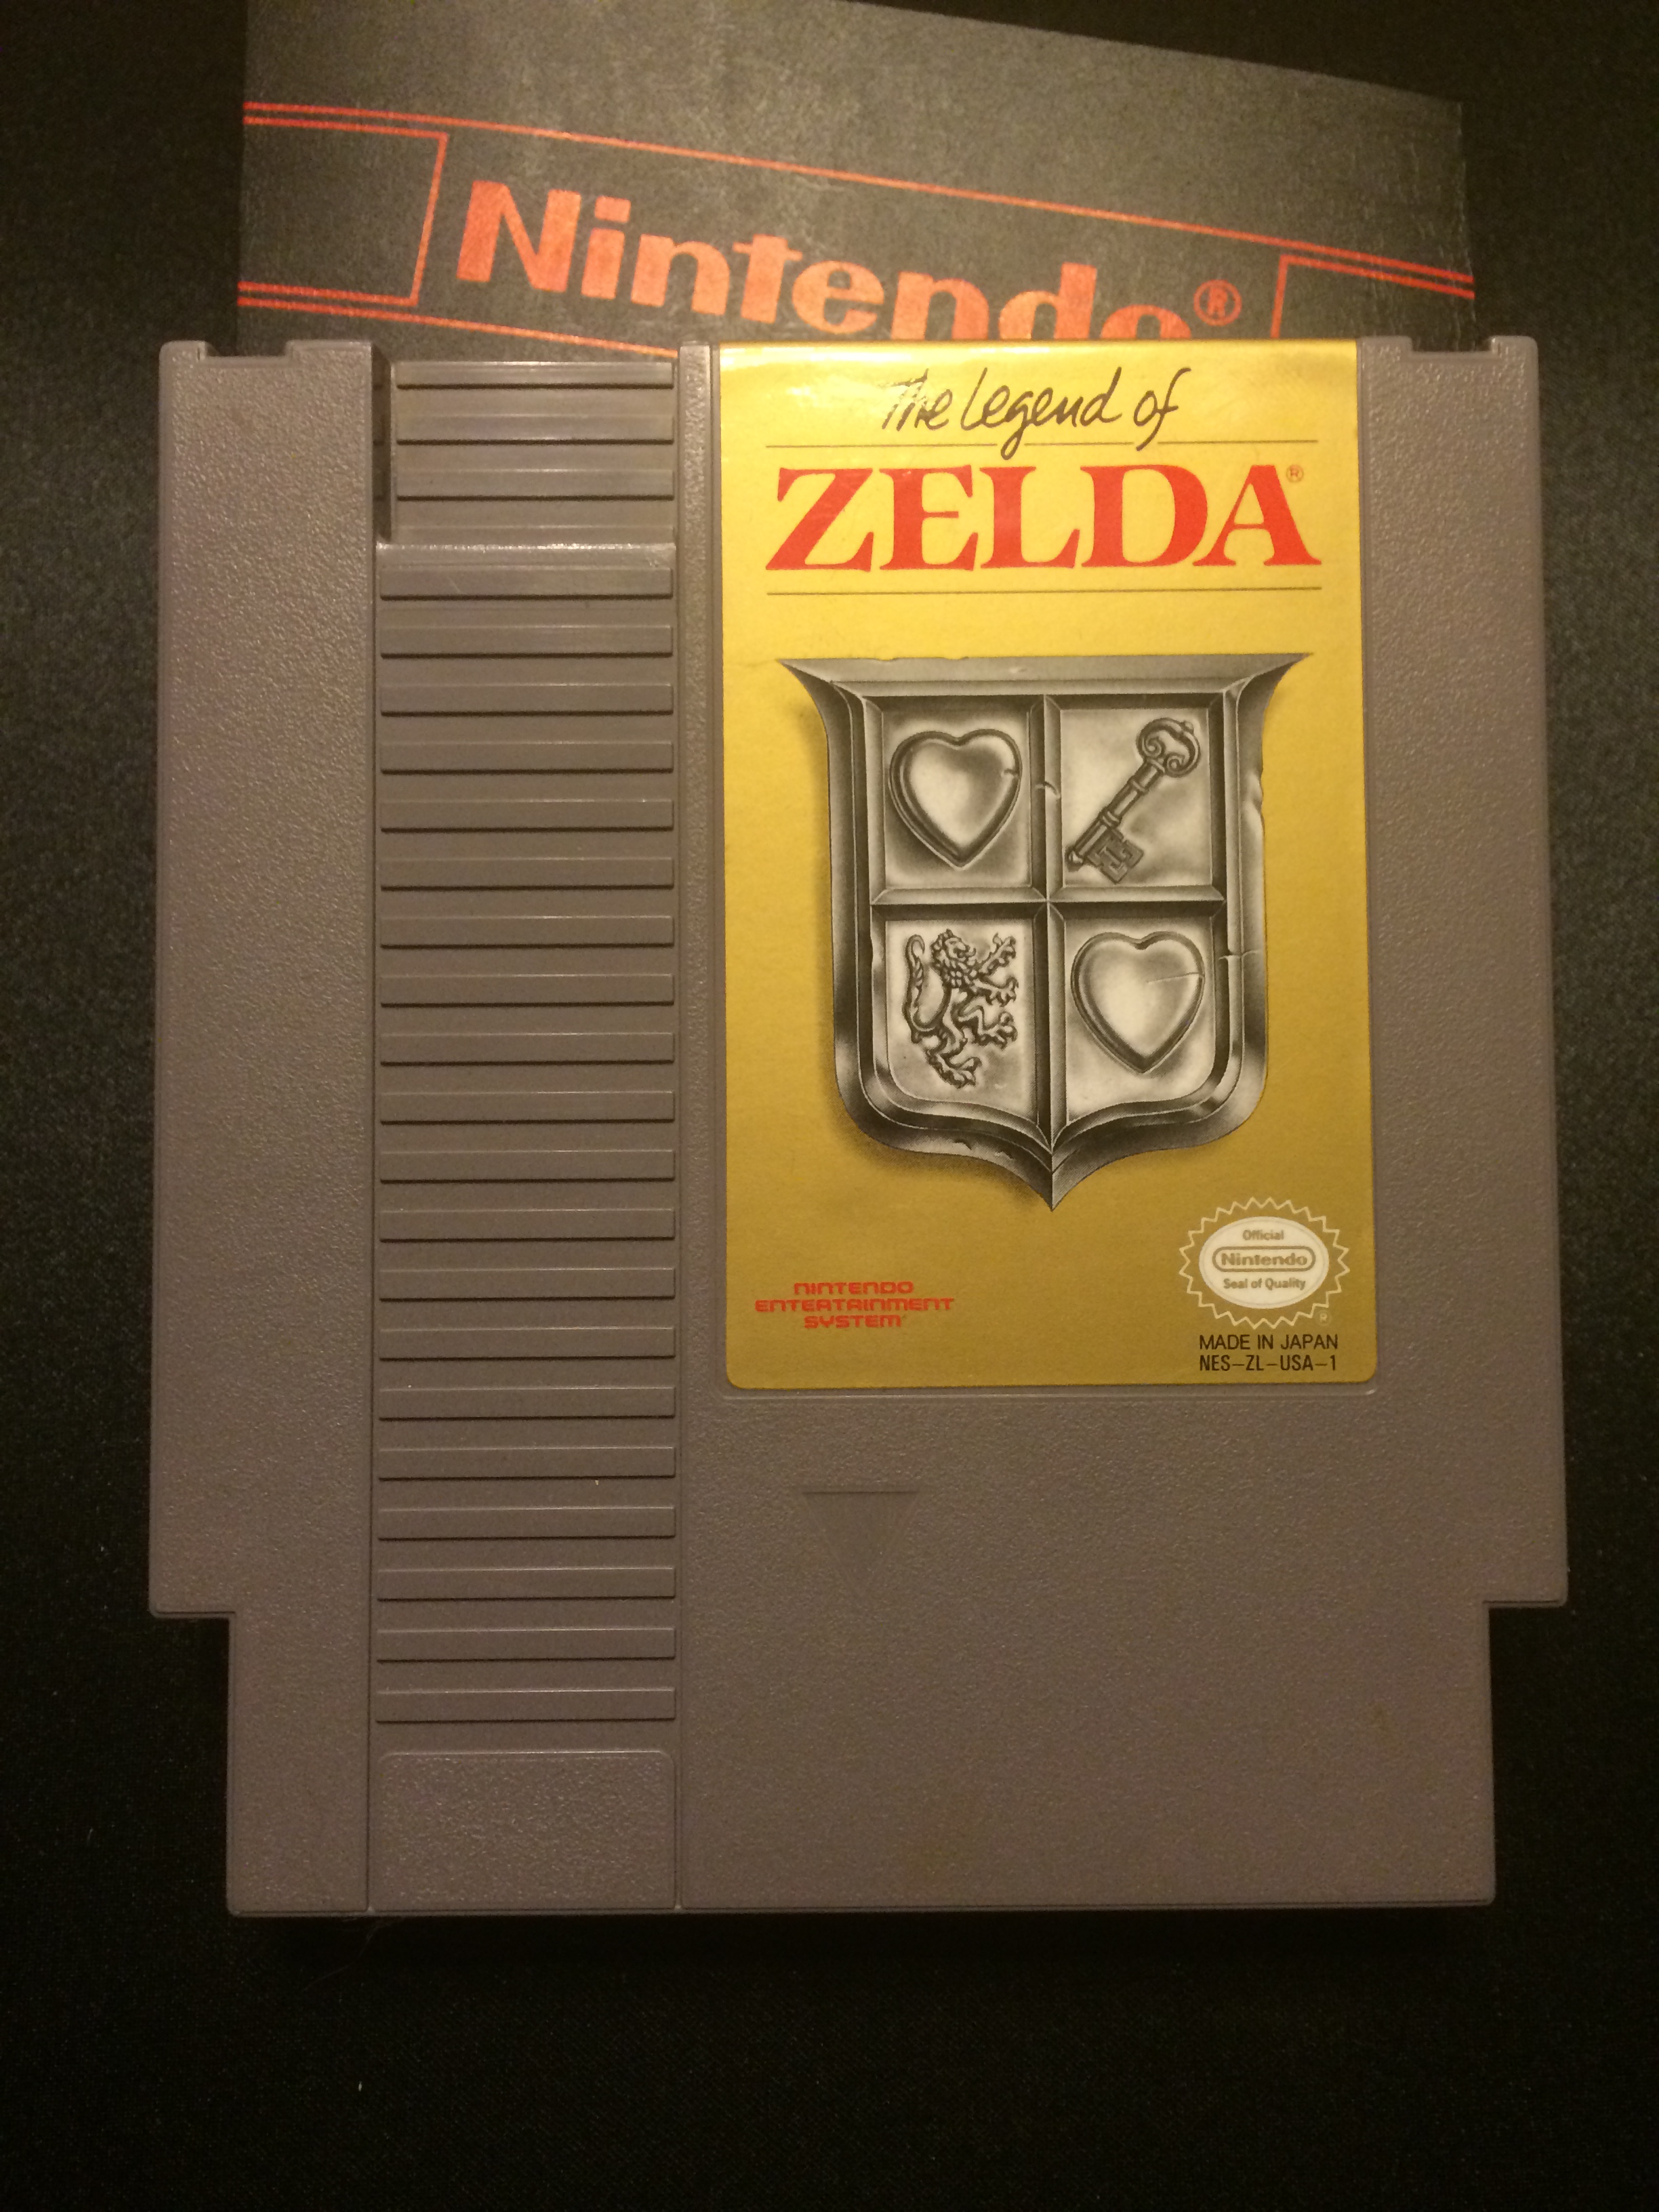 Nintendo®
The Legend of
ZELDA®
Official
Nintendo
Seal of Quality
®
NINTENDO
ENTERTAINMENT
SYSTEM®
MADE IN JAPAN
NES-ZL-USA-1